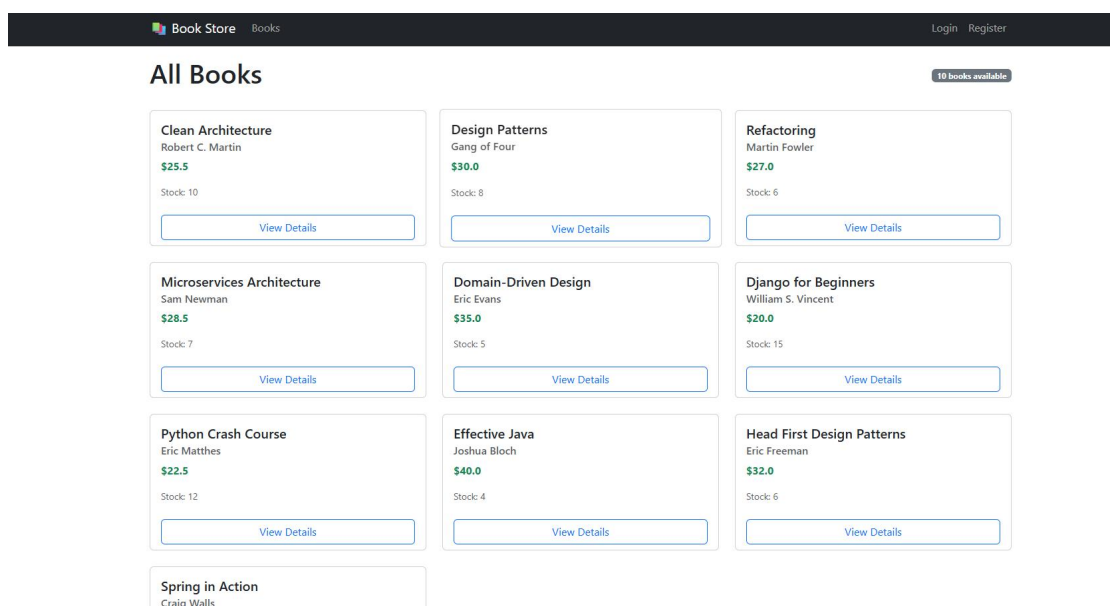 Book Store Books Login Register
All Books
10 books available
Clean Architecture
Robert C. Martin
$25.5
Stock: 10
View Details
Design Patterns
Gang of Four
$30.0
Stock: 8
View Details
Refactoring
Martin Fowler
$27.0
Stock: 6
View Details
Microservices Architecture
Sam Newman
$28.5
Stock: 7
View Details
Domain-Driven Design
Eric Evans
$35.0
Stock: 5
View Details
Django for Beginners
William S. Vincent
$20.0
Stock: 15
View Details
Python Crash Course
Eric Matthes
$22.5
Stock: 12
View Details
Effective Java
Joshua Bloch
$40.0
Stock: 4
View Details
Head First Design Patterns
Eric Freeman
$32.0
Stock: 6
View Details
Spring in Action
Craig Walls